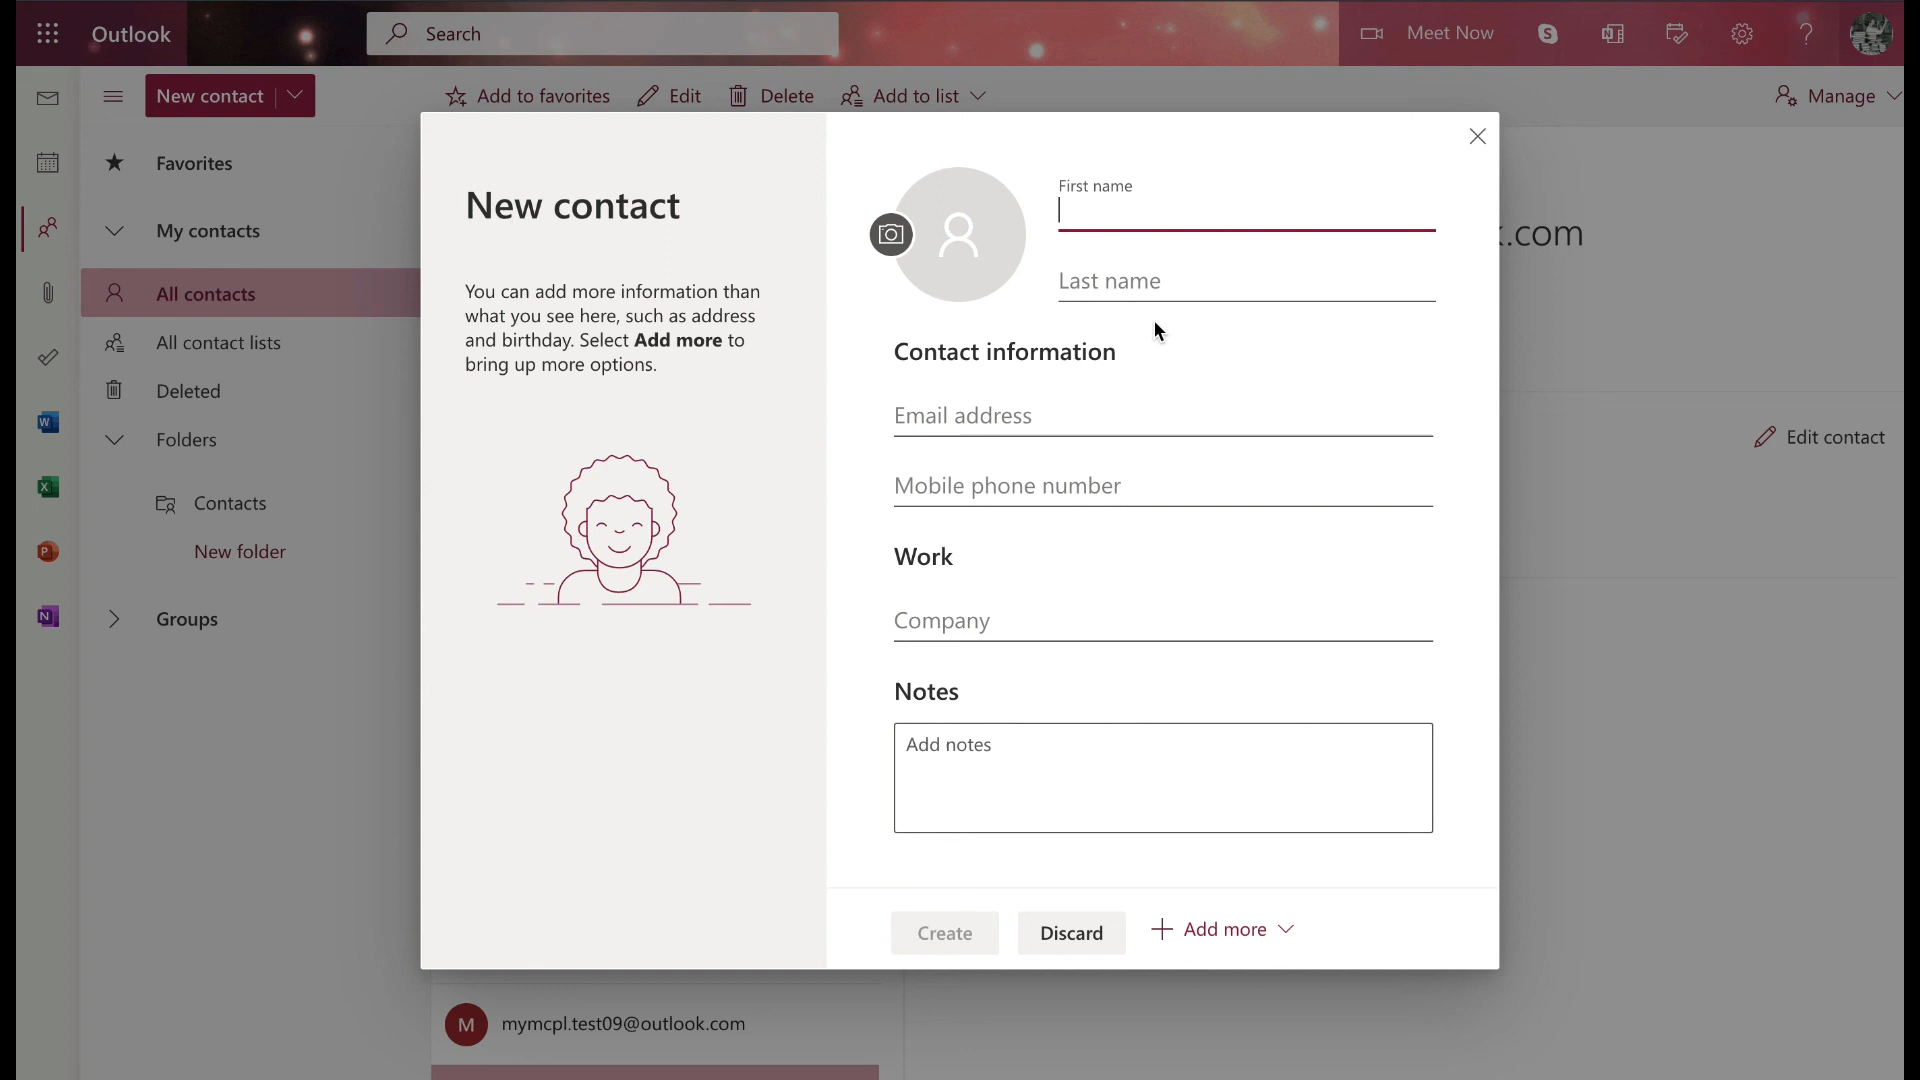 Outlook
Search
Meet Now
New contact
Add to favorites
Edit
Delete
Add to list
Manage
Favorites
My contacts
All contacts
All contact lists
Deleted
Folders
Contacts
New folder
Groups
New contact
You can add more information than
what you see here, such as address
and birthday. Select Add more to
bring up more options.
First name
Last name
Contact information
Email address
Mobile phone number
Work
Company
Notes
Add notes
Create
Discard
Add more
.com
Edit contact
M
mymcpl.test09@outlook.com